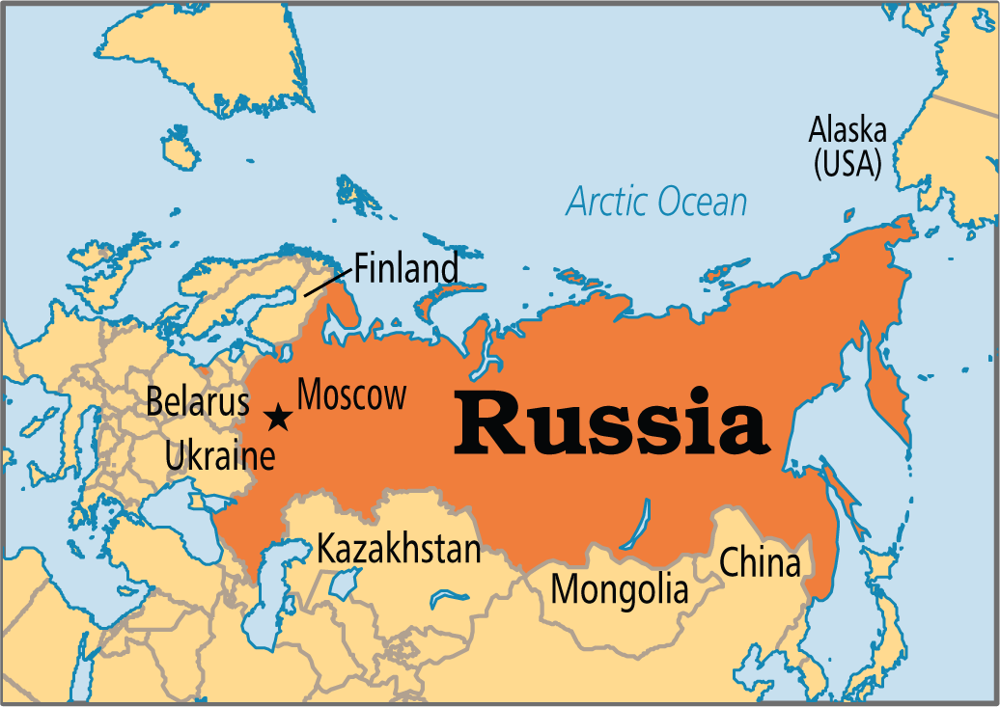 Alaska
(USA)
Arctic Ocean
Finland
Belarus
Moscow
Russia
Ukraine
Kazakhstan
China
Mongolia